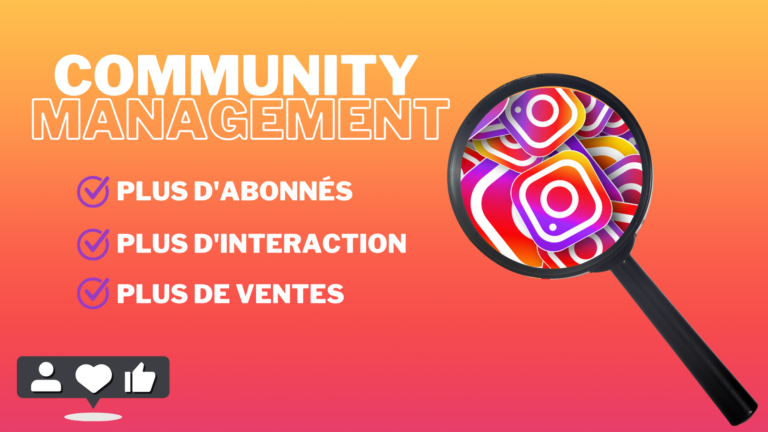 COMMUNITY
MANAGEMENT
PLUS D'ABONNÉS
PLUS D'INTERACTION
PLUS DE VENTES